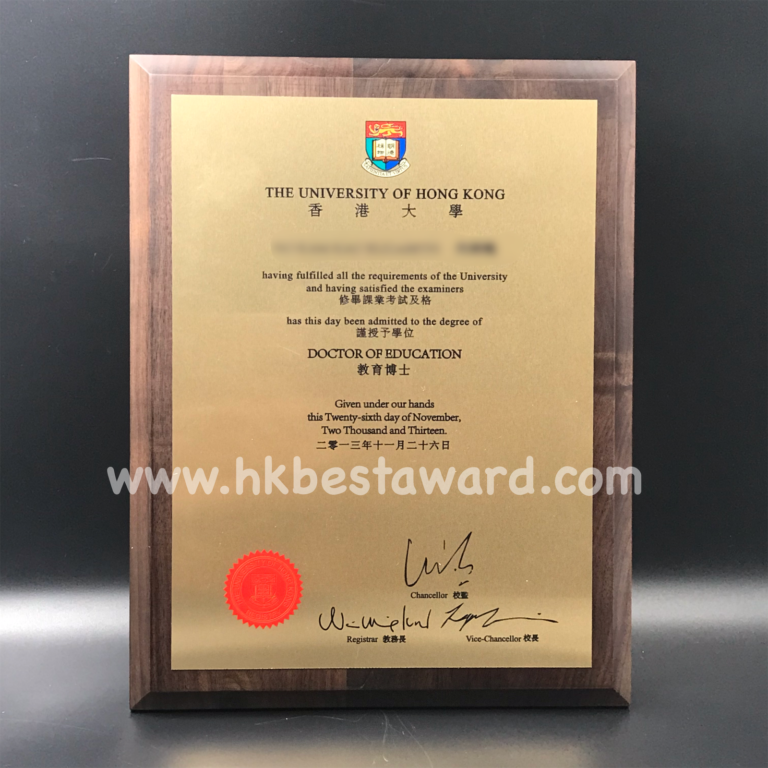 THE UNIVERSITY OF HONG KONG
香 港 大 學
having fulfilled all the requirements of the University
and having satisfied the examiners
修畢課業考試及格
has this day been admitted to the degree of
謹授予學位
DOCTOR OF EDUCATION
教育博士
Given under our hands
this Twenty-sixth day of November,
Two Thousand and Thirteen.
二零一三年十一月二十六日
www.hkbestaward.com
Chancellor 校監
Registrar 教務長 Vice-Chancellor 校長